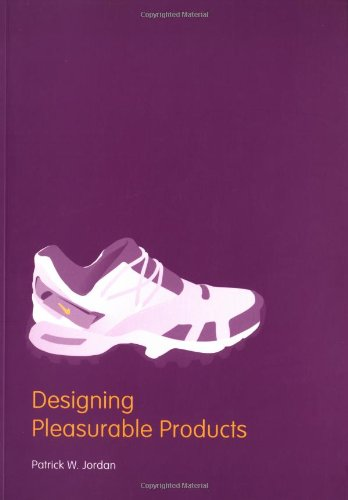 Designing
Pleasurable Products
Patrick W. Jordan